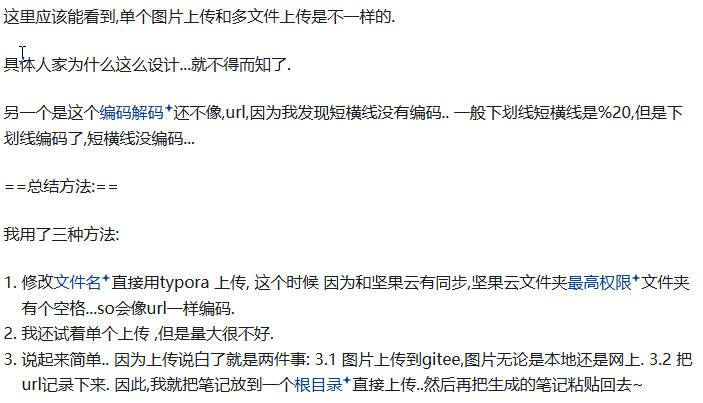 这里应该能看到,单个图片上传和多文件上传是不一样的.
具体人家为什么这么设计...就不得而知了.
另一个是这个编码解码还不像,url,因为我发现短横线没有编码.. 一般下划线短横线是%20,但是下
划线编码了,短横线没编码...
==总结方法:==
我用了三种方法:
1. 修改文件名直接用typora 上传, 这个时候 因为和坚果云有同步,坚果云文件夹最高权限文件夹
有个空格...so会像url一样编码.
2. 我还试着单个上传 ,但是量大很不好.
3. 说起来简单.. 因为上传说白了就是两件事: 3.1 图片上传到gitee,图片无论是本地还是网上. 3.2 把
url记录下来. 因此,我就把笔记放到一个根目录直接上传..然后再把生成的笔记粘贴回去~